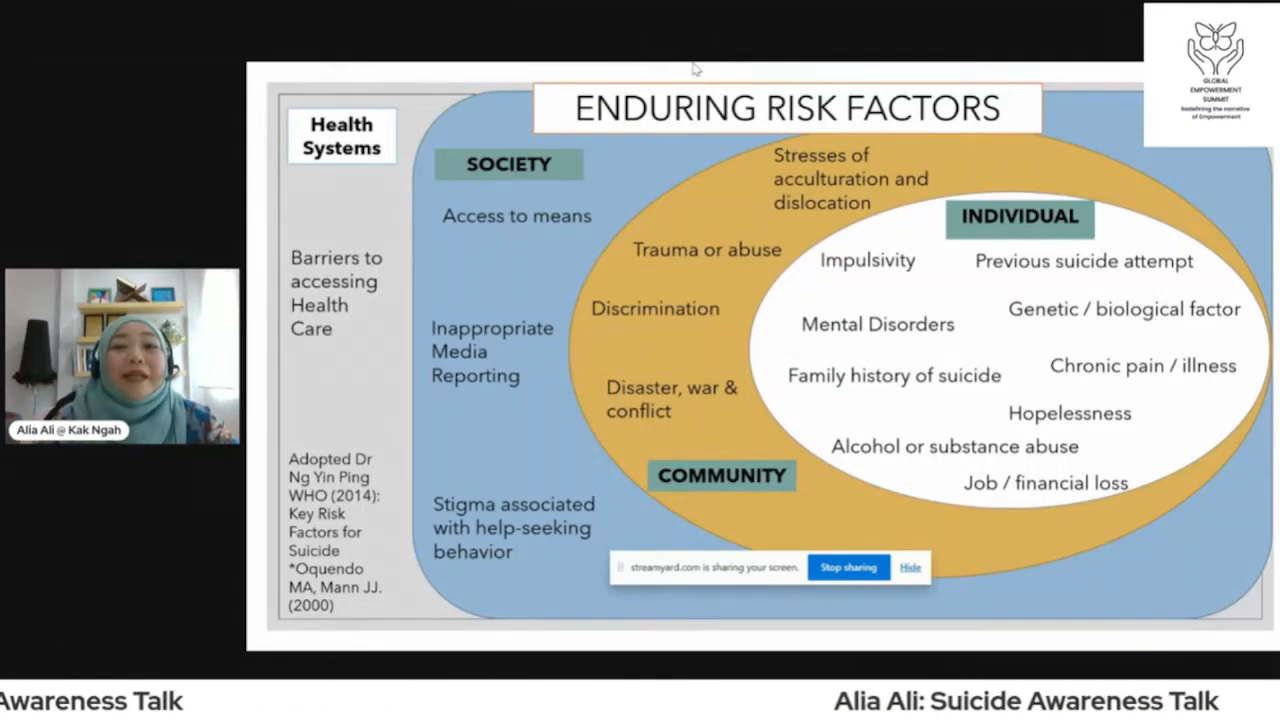 GLOBAL
EMPOWERMENT
SUMMIT
Redefining the narrative
of Empowerment
ENDURING RISK FACTORS
Health
Systems
Barriers to
accessing
Health
Care
Adopted Dr
Ng Yin Ping
WHO (2014):
Key Risk
Factors for
Suicide
*Oquendo
MA, Mann JJ.
(2000)
SOCIETY
Access to means
Inappropriate
Media
Reporting
Stigma associated
with help-seeking
behavior
Stresses of
acculturation and
dislocation
Trauma or abuse
Discrimination
Disaster, war &
conflict
COMMUNITY
INDIVIDUAL
Impulsivity
Previous suicide attempt
Genetic / biological factor
Mental Disorders
Chronic pain / illness
Family history of suicide
Hopelessness
Alcohol or substance abuse
Job / financial loss
streamyard.com is sharing your screen.
Stop sharing
Hide
Alia Ali @ Kak Ngah
Awareness Talk
Alia Ali: Suicide Awareness Talk